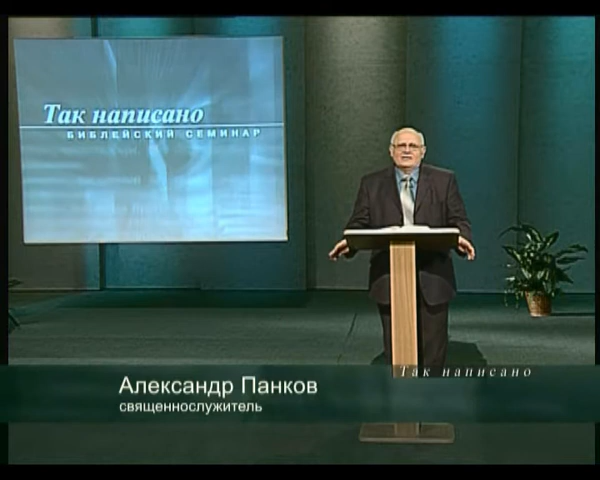 Так написано
БИБЛЕЙСКИЙ СЕМИНАР
Так написано
Александр Панков
священнослужитель